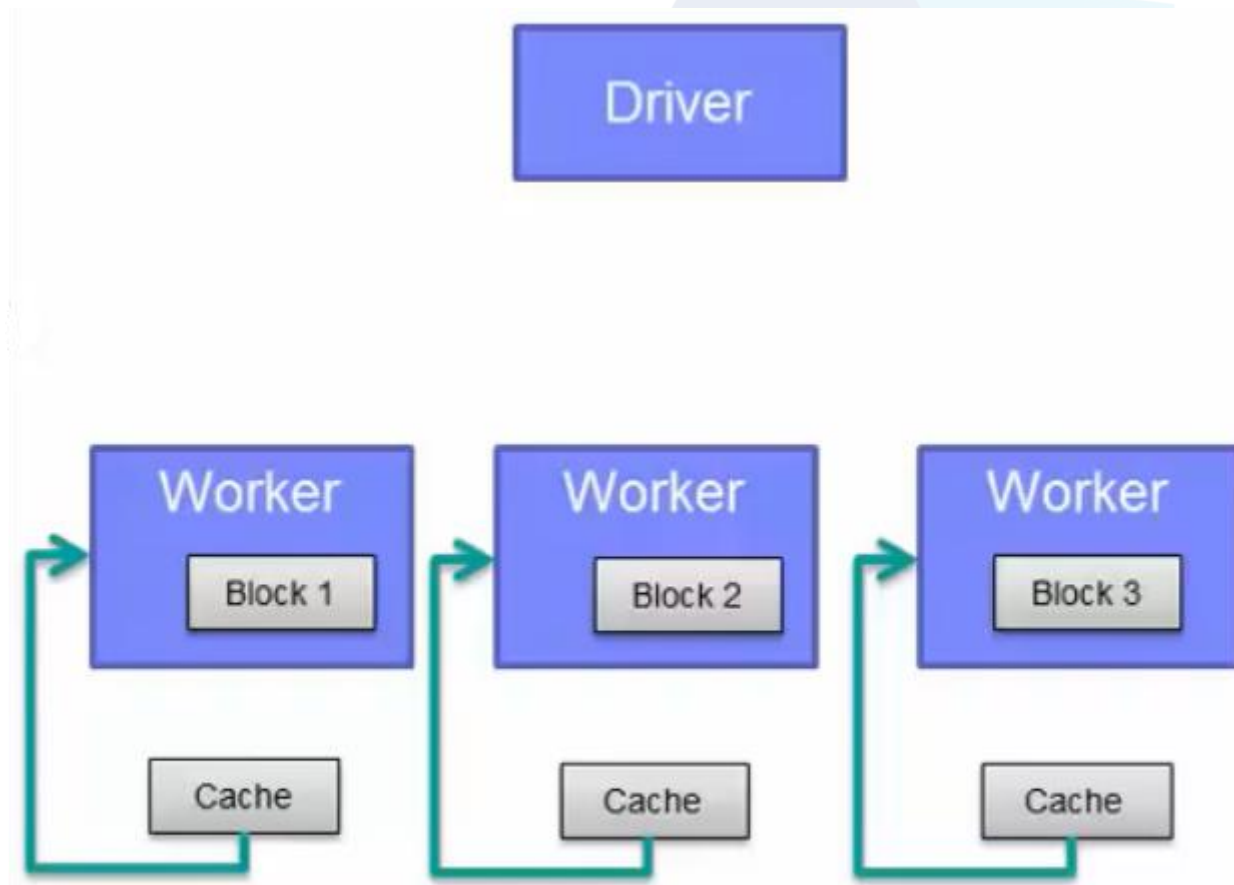 Driver
Worker
Worker
Worker
Block 1
Block 2
Block 3
Cache
Cache
Cache